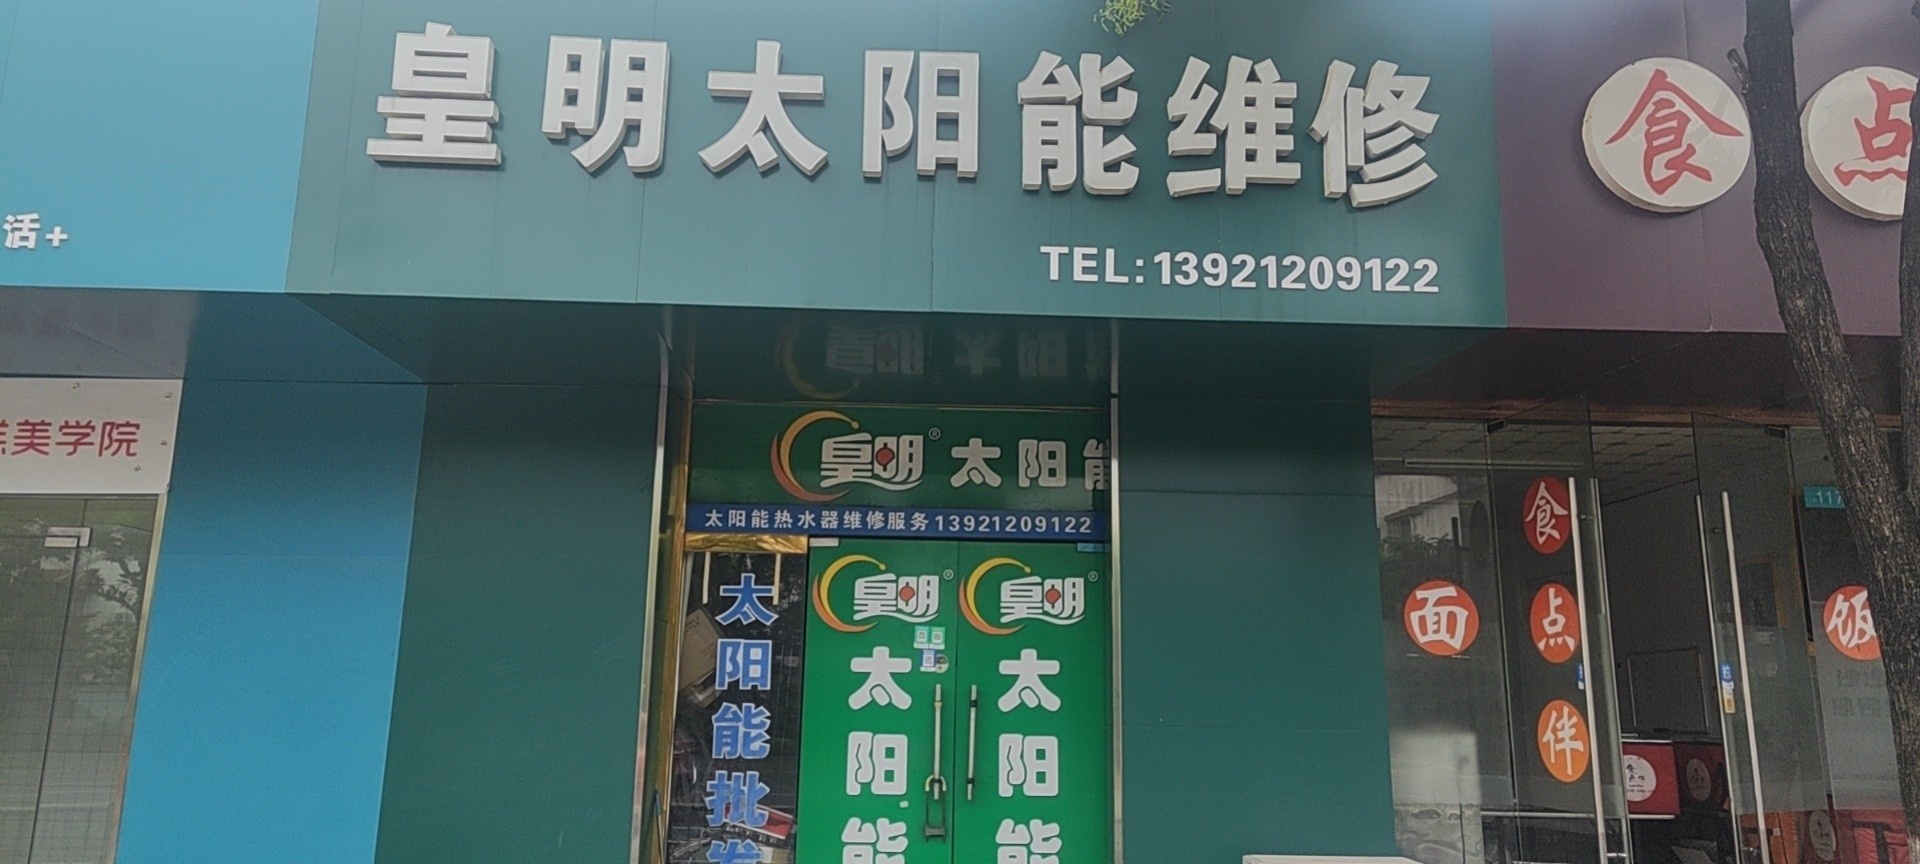 皇明太阳能维修
TEL:13921209122
活+
食点
美学院
皇明® 太阳能
太阳能热水器维修服务13921209122
太阳能批发
皇明® 太阳能
皇明® 太阳能
食点伴
面
饭
117